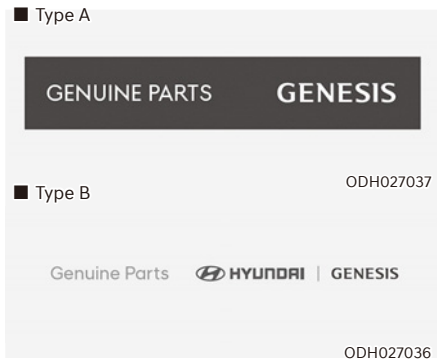 ■ Type A
GENUINE PARTS GENESIS
ODH027037
■ Type B
Genuine Parts HYUNDAI | GENESIS
ODH027036